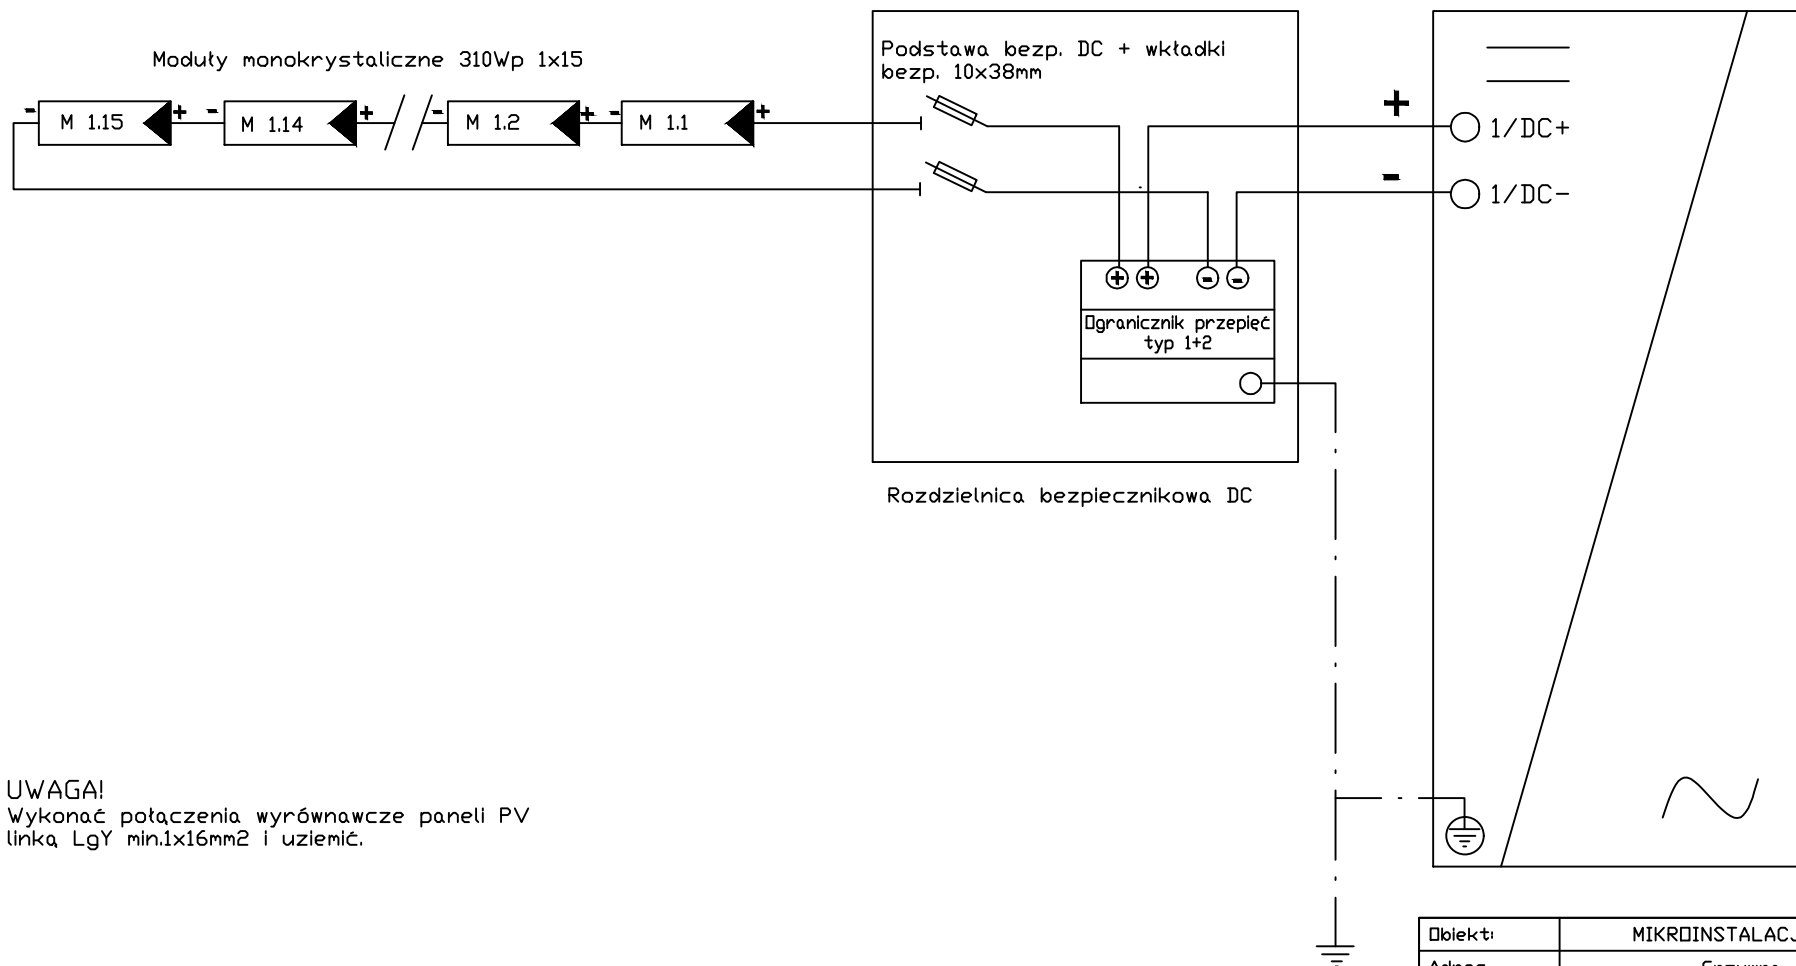 Moduły monokrystaliczne 310Wp 1x15
- M 1.15 + - M 1.14 + - M 1.2 + - M 1.1 +
Podstawa bezp. DC + wkładki
bezp. 10x38mm
+
1/DC+
-
1/DC-
+ + - -
Ogranicznik przepięć
typ 1+2
Rozdzielnica bezpiecznikowa DC
UWAGA!
Wykonać połączenia wyrównawcze paneli PV
linką LgY min.1x16mm2 i uziemić.
Obiekt:
MIKROINSTALACJ